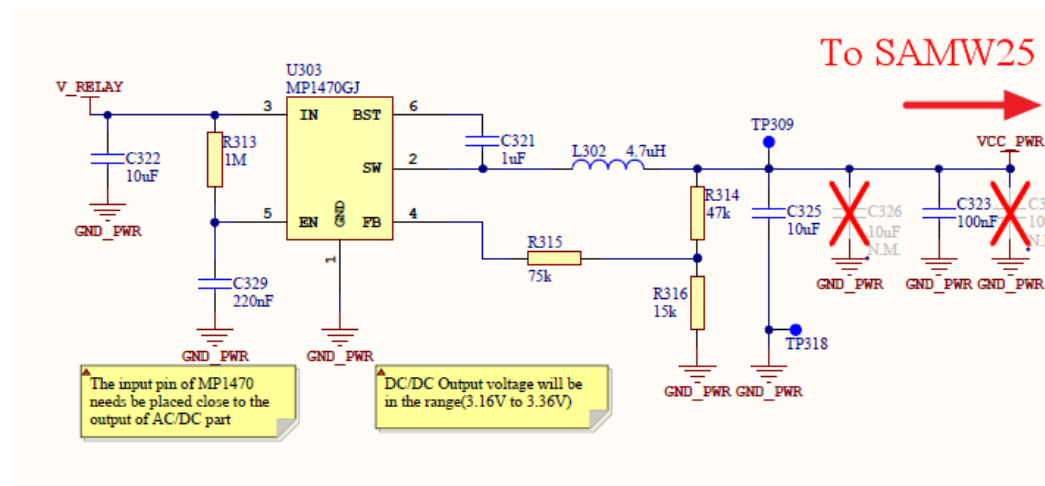 To SAMW25
U303
MP1470GJ
V_RELAY
3 IN BST 6
R313
1M
C322
10uF
GND_PWR
C321
1uF
SW 2
L302 4.7uH
TP309
VCC_PWR
5 EN GND FB 4
1
R314
47k
C325
10uF
C326
10uF
N.M.
C323
100nF
GND_PWR
GND_PWR
R315
75k
R316
15k
C329
220nF
TP318
GND_PWR
GND_PWR
GND_PWR
GND_PWR
The input pin of MP1470
needs be placed close to the
output of AC/DC part
DC/DC Output voltage will be
in the range(3.16V to 3.36V)